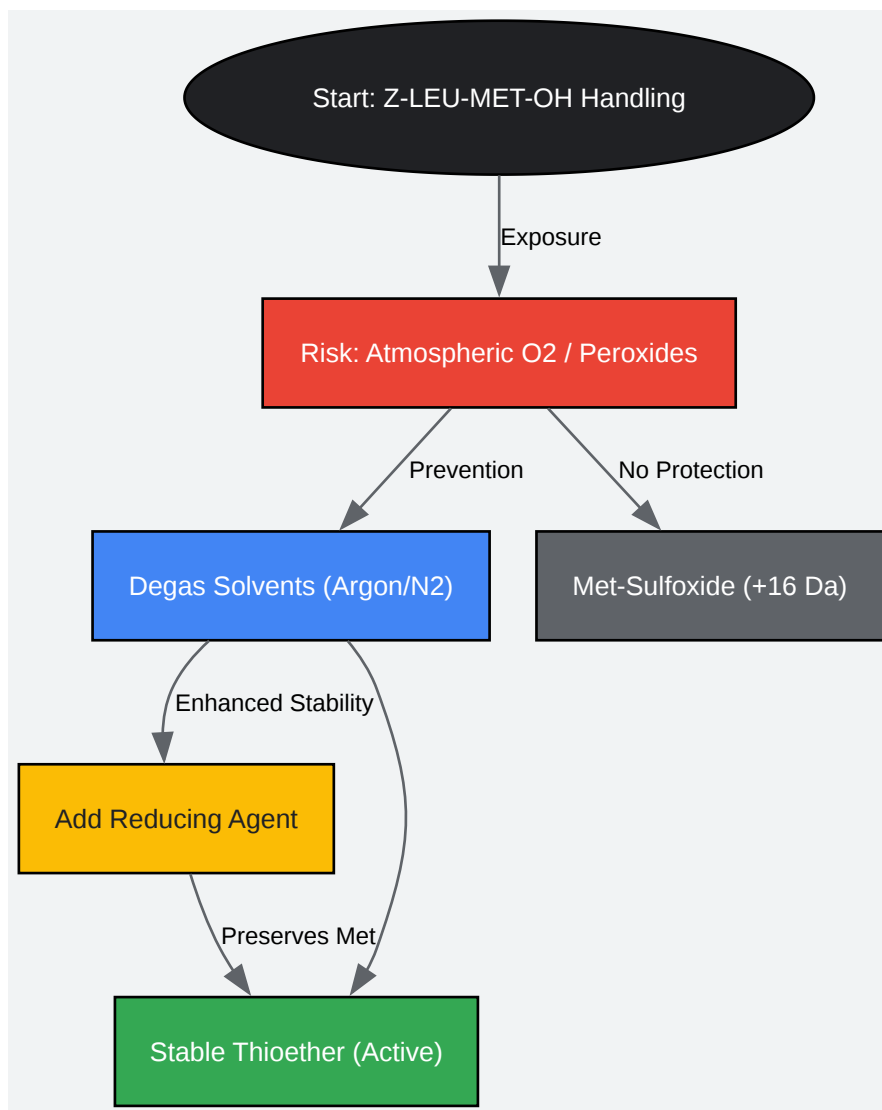 Start: Z-LEU-MET-OH Handling
Exposure
Risk: Atmospheric O2 / Peroxides
Prevention
No Protection
Degas Solvents (Argon/N2)
Met-Sulfoxide (+16 Da)
Enhanced Stability
Add Reducing Agent
Preserves Met
Stable Thioether (Active)